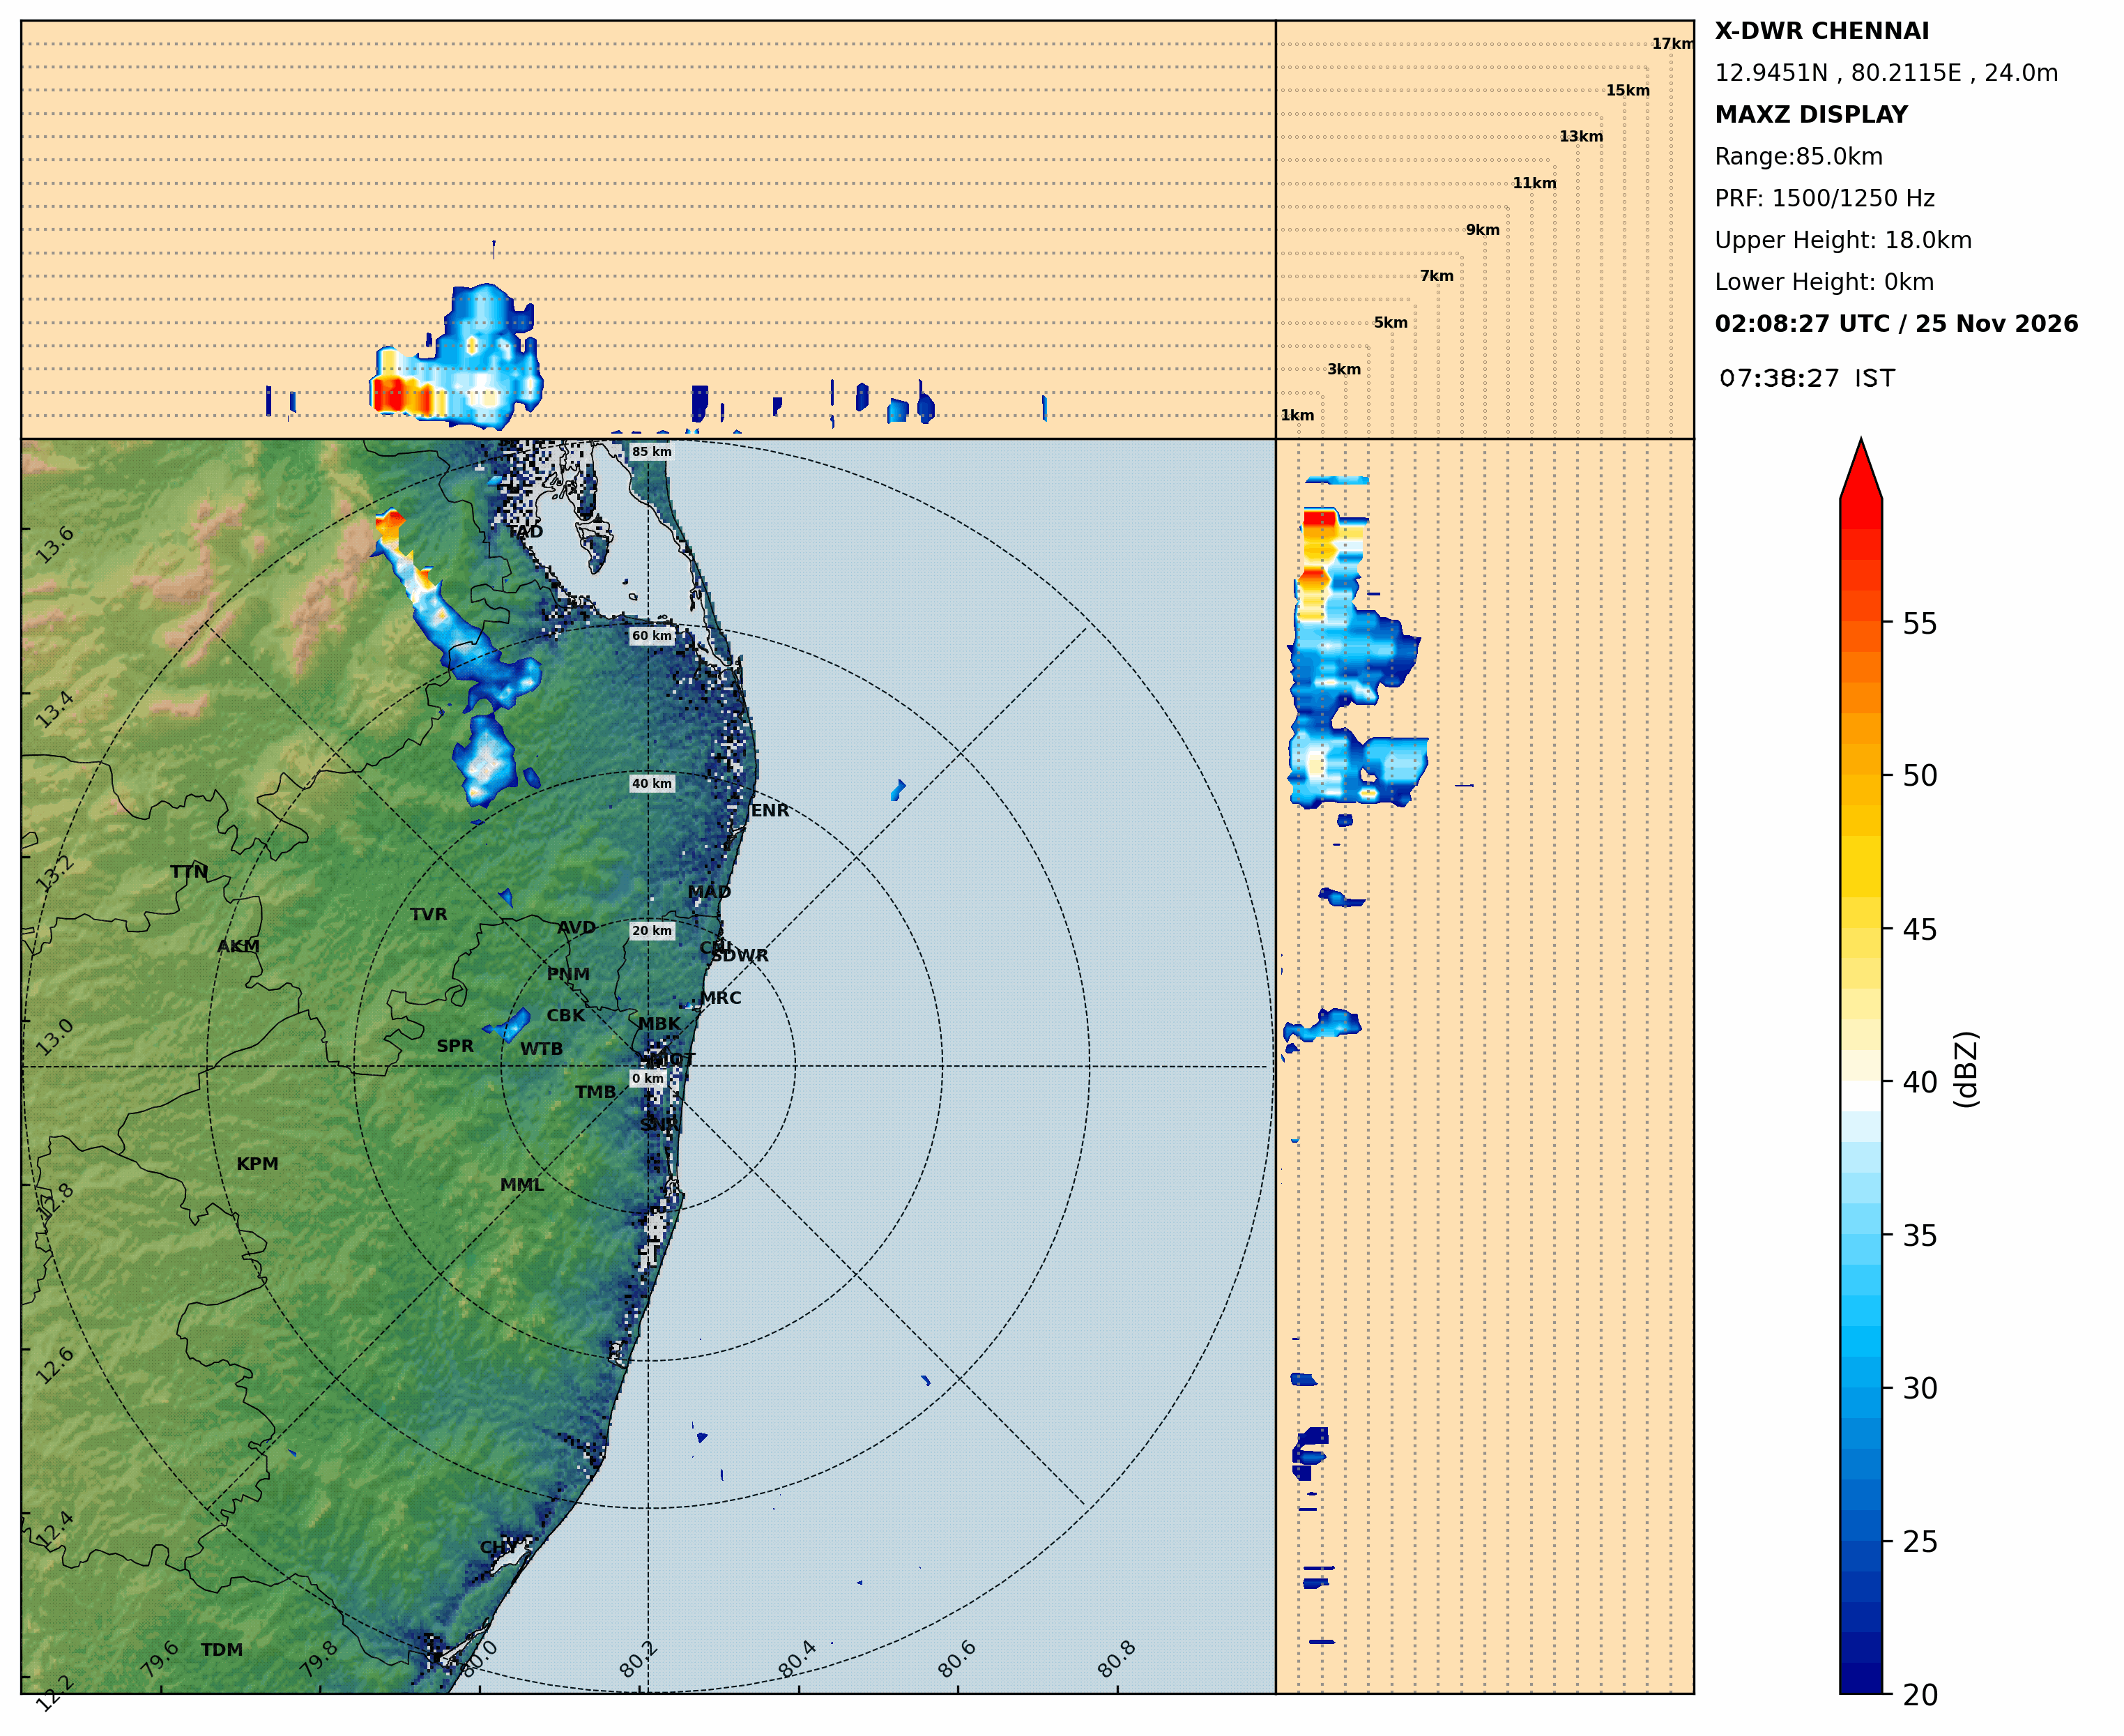 X-DWR CHENNAI
12.9451N , 80.2115E , 24.0m
MAXZ DISPLAY
Range:85.0km
PRF: 1500/1250 Hz
Upper Height: 18.0km
Lower Height: 0km
02:08:27 UTC / 25 Nov 2026
07:38:27 IST
17km
15km
13km
11km
9km
7km
5km
3km
1km
85 km
60 km
40 km
20 km
0 km
TAD
ENR
TTN
MAD
TVR
AVD
AKM
SDWR
PNM
MRC
CBK
MBK
SPR
WTB
TMB
SNR
KPM
MML
CHY
TDM
13.6
13.4
13.2
13.0
12.8
12.6
12.4
12.2
79.6
79.8
80.0
80.2
80.4
80.6
80.8
55
50
45
40
35
30
25
20
(dBZ)